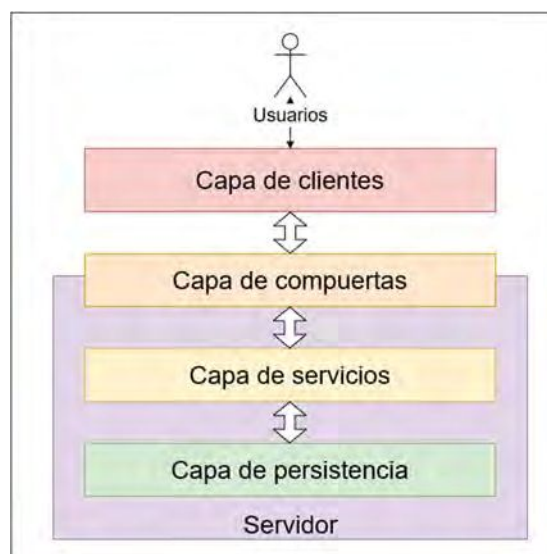 Usuarios
Capa de clientes
Capa de compuertas
Capa de servicios
Capa de persistencia
Servidor